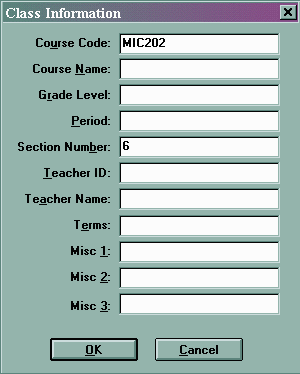 Class Information
Course Code: MIC202
Course Name:
Grade Level:
Period:
Section Number: 6
Teacher ID:
Teacher Name:
Terms:
Misc 1:
Misc 2:
Misc 3:
OK Cancel